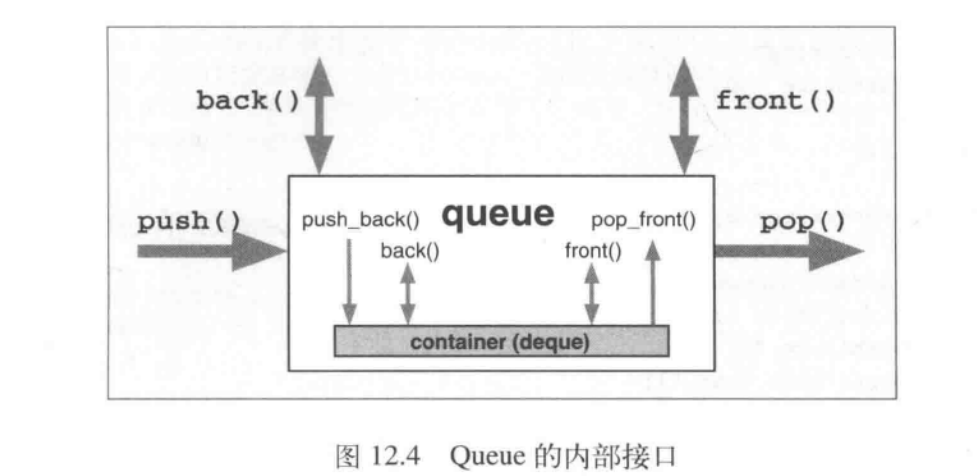 back()
front()
push()
push_back()
queue
pop_front()
pop()
back()
front()
container (deque)
图 12.4 Queue 的内部接口